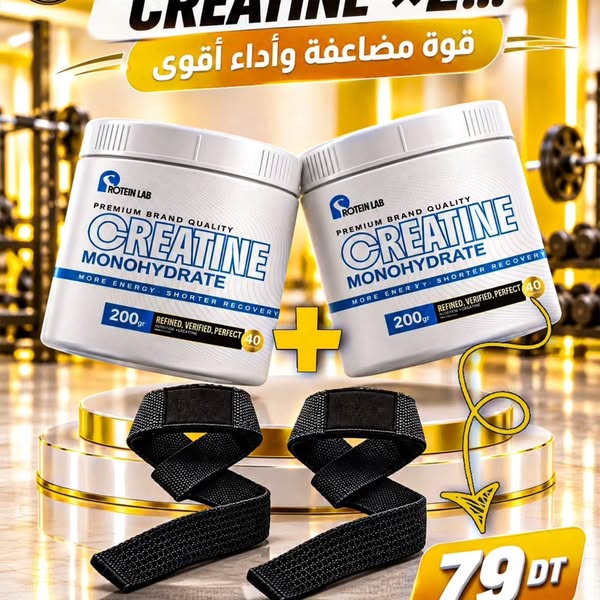 CREATINE ×2...
قوة مضاعفة وأداء أقوى
ROTEIN LAB
PREMIUM BRAND QUALITY
CREATINE
MONOHYDRATE
MORE ENERGY · SHORTER RECOVERY
200gr
REFINED, VERIFIED, PERFECT
40
ROTEIN LAB
PREMIUM BRAND QUALITY
CREATINE
MONOHYDRATE
MORE ENERGY · SHORTER RECOVERY
200gr
REFINED, VERIFIED, PERFECT
40
+
79 DT